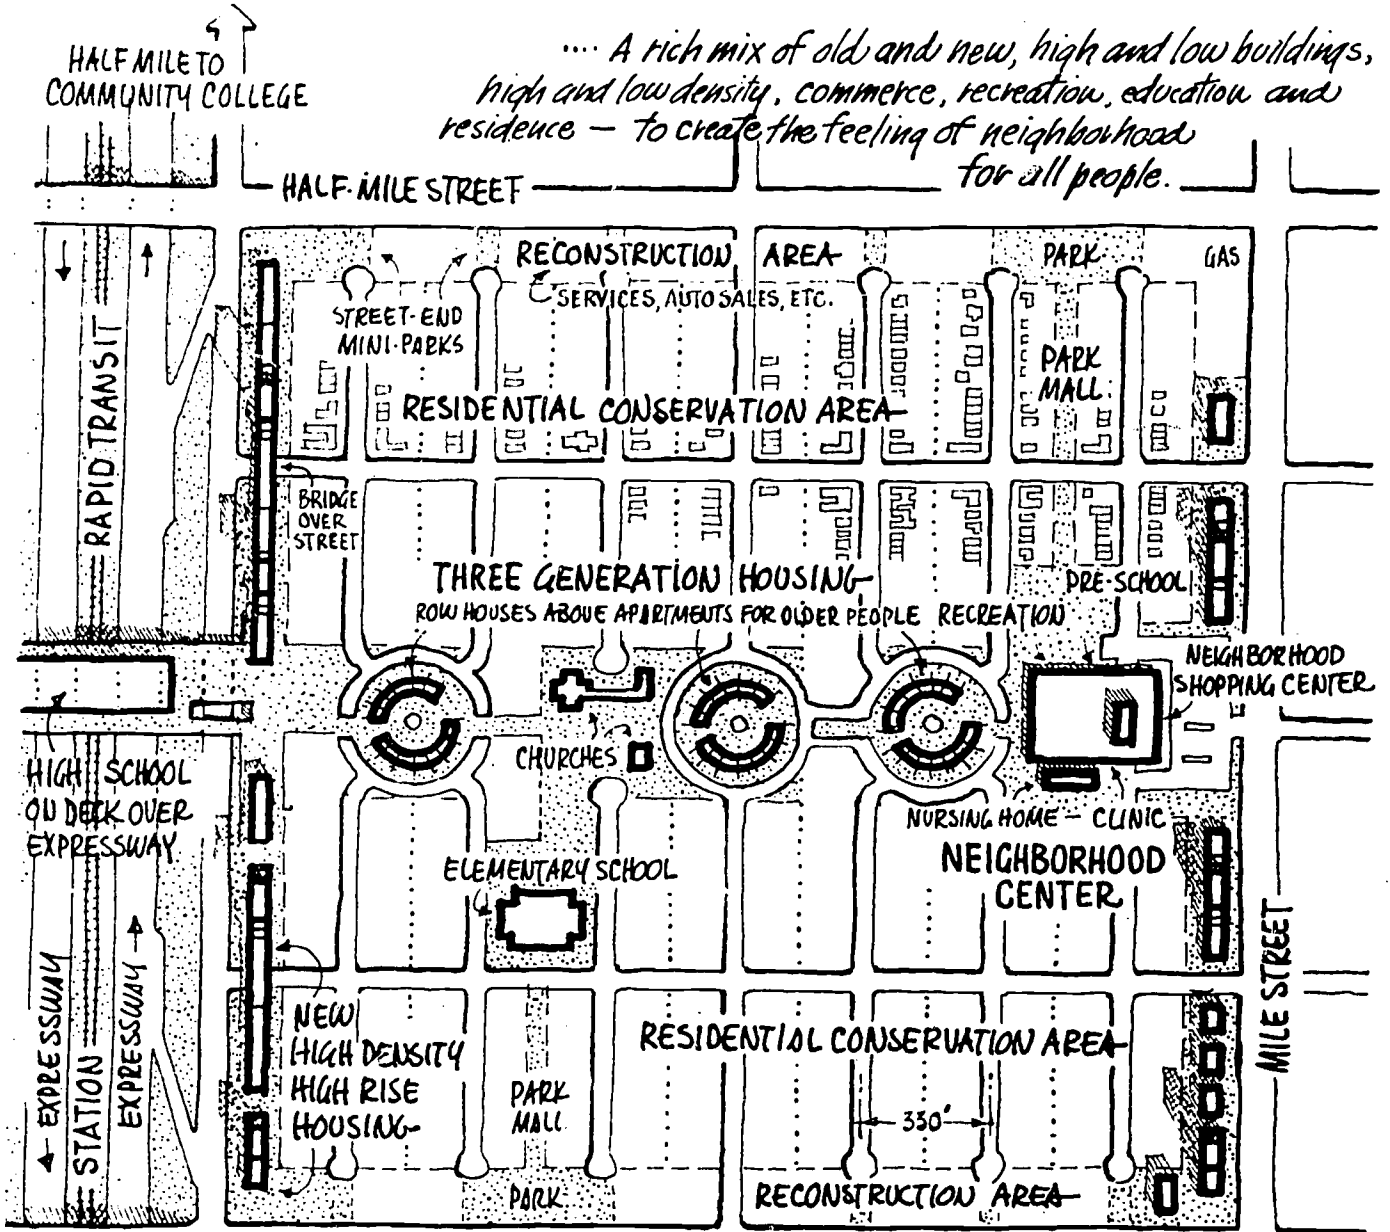 HALF MILE TO
COMMUNITY COLLEGE
.... A rich mix of old and new, high and low buildings,
high and low density, commerce, recreation, education and
residence — to create the feeling of neighborhood
for all people.
HALF-MILE STREET
RECONSTRUCTION AREA
PARK
GAS
SERVICES, AUTO SALES, ETC.
STREET-END
MINI-PARKS
RAPID TRANSIT
PARK
MALL
RESIDENTIAL CONSERVATION AREA
BRIDGE
OVER
STREET
THREE GENERATION HOUSING
PRE-SCHOOL
ROW HOUSES ABOVE APARTMENTS FOR OLDER PEOPLE
RECREATION
NEIGHBORHOOD
SHOPPING CENTER
CHURCHES
HIGH SCHOOL
ON DECK OVER
EXPRESSWAY
NURSING HOME — CLINIC
NEIGHBORHOOD
CENTER
ELEMENTARY SCHOOL
EXPRESSWAY
STATION
EXPRESSWAY
MILE STREET
NEW
HIGH DENSITY
HIGH RISE
HOUSING
RESIDENTIAL CONSERVATION AREA
PARK
MALL
330'
PARK
RECONSTRUCTION AREA